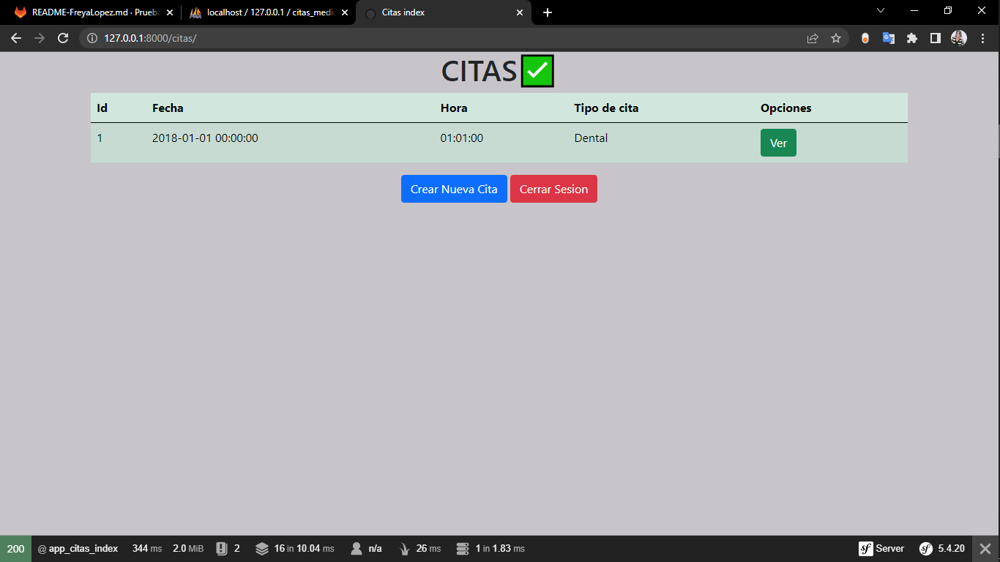 README-FreyaLopez.md · Prueba
localhost / 127.0.0.1 / citas_medic
Citas index
127.0.0.1:8000/citas/
CITAS
Id Fecha Hora Tipo de cita Opciones
1 2018-01-01 00:00:00 01:01:00 Dental Ver
Crear Nueva Cita Cerrar Sesion
200 @ app_citas_index 344 ms 2.0 MiB 2 16 in 10.04 ms n/a 26 ms 1 in 1.83 ms sf Server sf 5.4.20